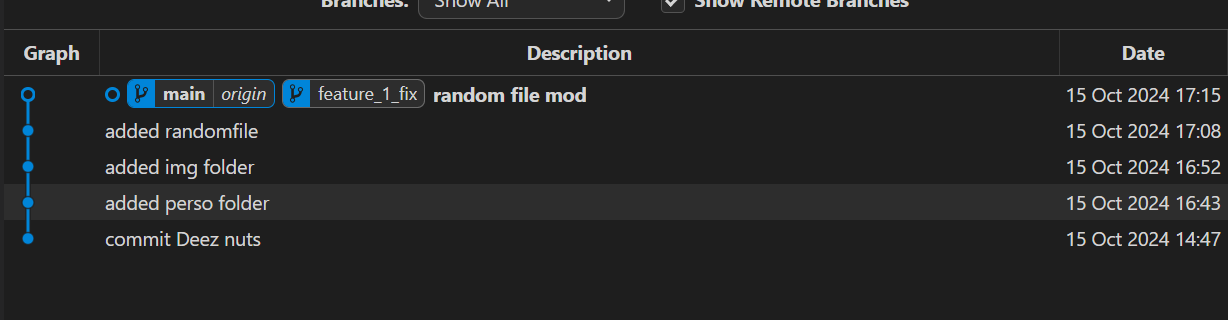 Branches: Show All Show Remote Branches
Graph Description Date
main origin feature_1_fix random file mod 15 Oct 2024 17:15
added randomfile 15 Oct 2024 17:08
added img folder 15 Oct 2024 16:52
added perso folder 15 Oct 2024 16:43
commit Deez nuts 15 Oct 2024 14:47